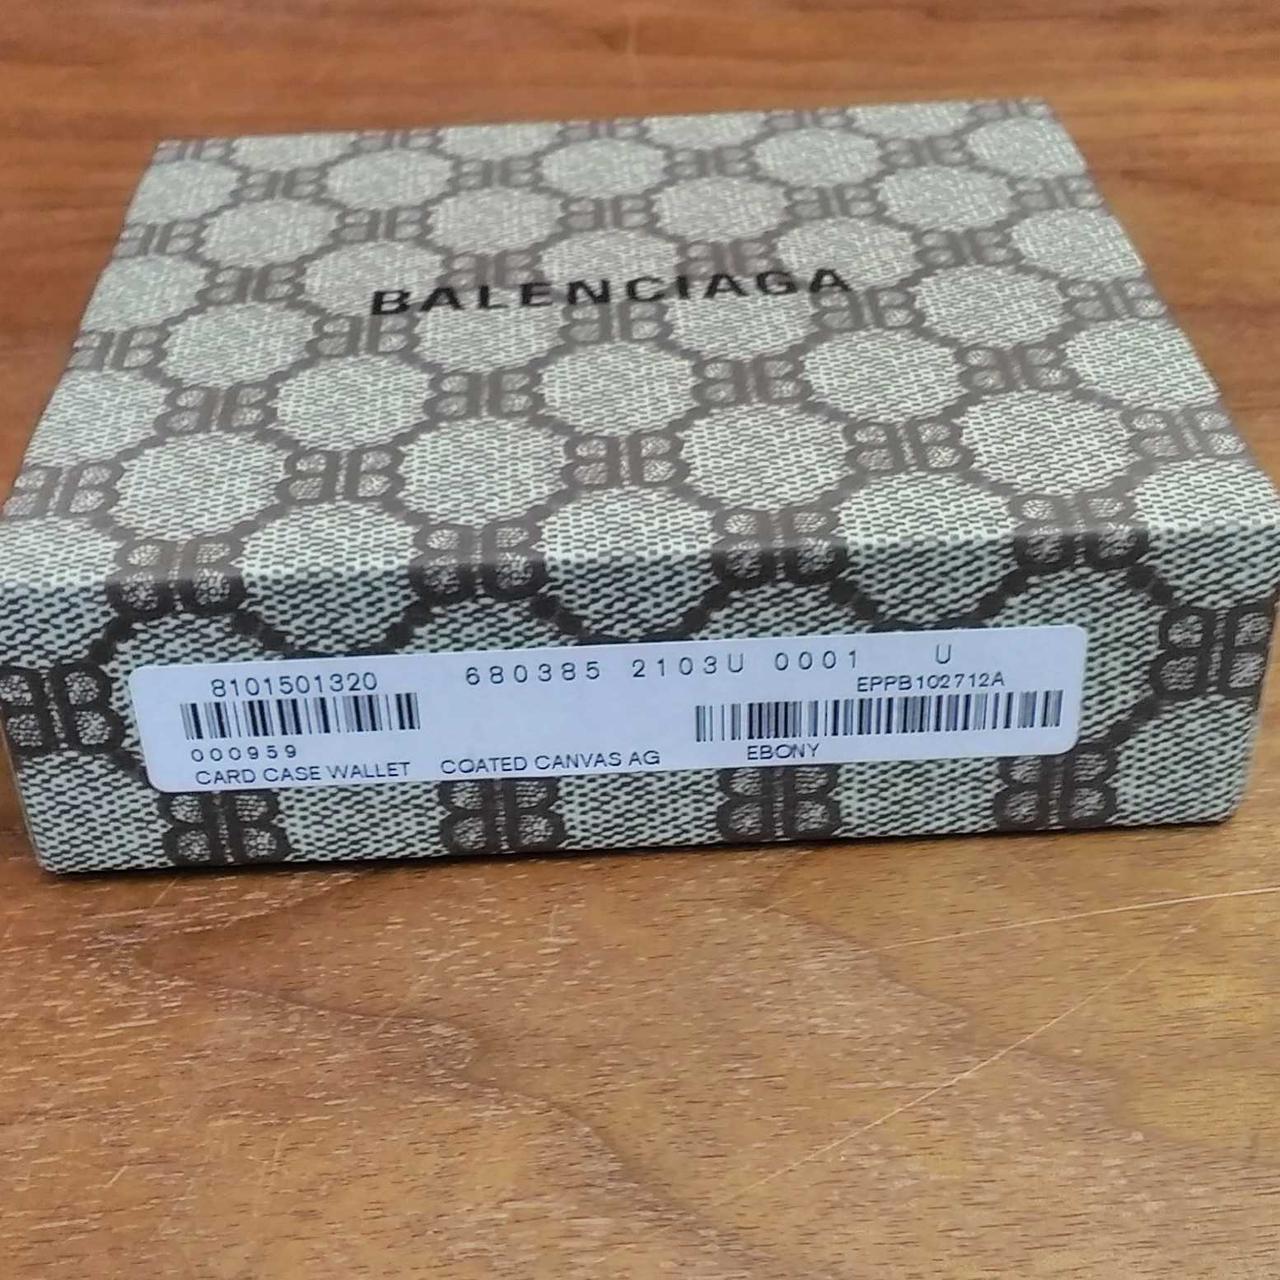 BALENCIAGA
680385 2103U 0001 U
8101501320 EPPB102712A
000959
CARD CASE WALLET COATED CANVAS AG EBONY